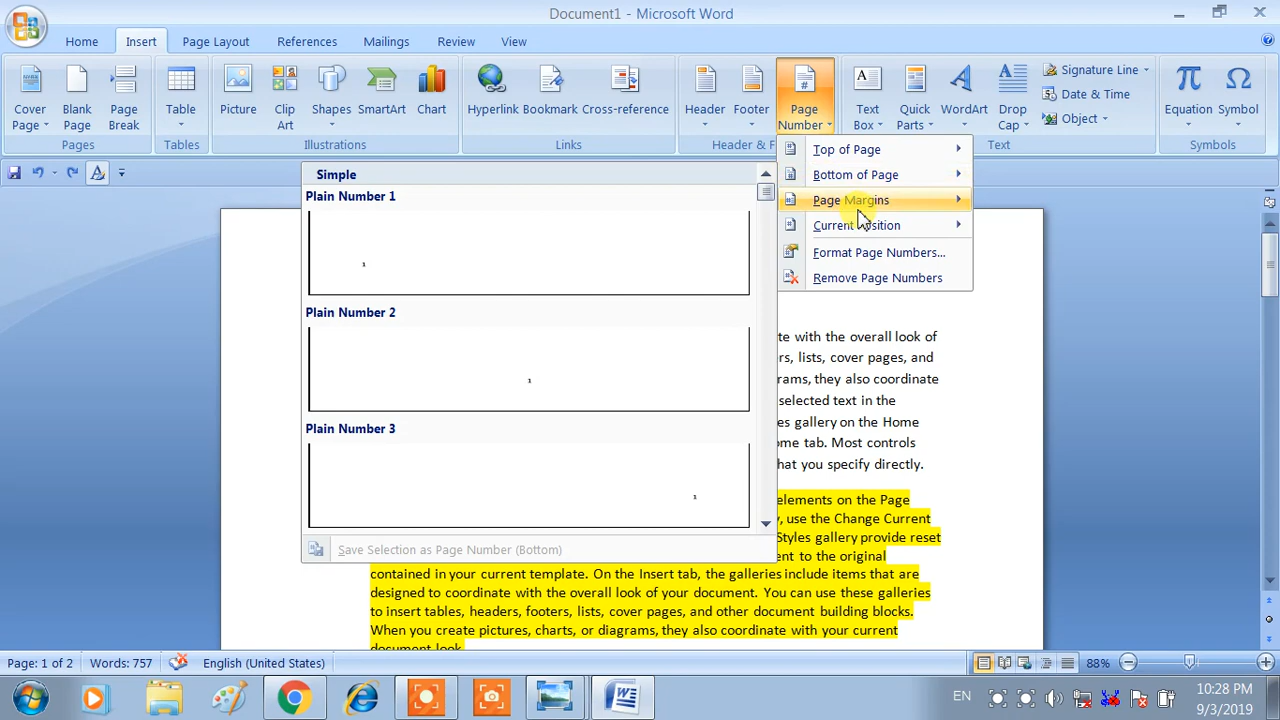 Document1 - Microsoft Word
Home Insert Page Layout References Mailings Review View
Cover Page Blank Page Page Break Table Picture Clip Art Shapes SmartArt Chart Hyperlink Bookmark Cross-reference Header Footer Page Number Text Box Quick Parts WordArt Drop Cap Signature Line Date & Time Object Equation Symbol
Pages Tables Illustrations Links Header & F Text Symbols
Top of Page
Bottom of Page
Page Margins
Current Position
Format Page Numbers...
Remove Page Numbers
Simple
Plain Number 1
1
Plain Number 2
1
Plain Number 3
1
Save Selection as Page Number (Bottom)
te with the overall look of
rs, lists, cover pages, and
rams, they also coordinate
selected text in the
es gallery on the Home
ome tab. Most controls
hat you specify directly.
elements on the Page
y, use the Change Current
Styles gallery provide reset
ent to the original
contained in your current template. On the Insert tab, the galleries include items that are
designed to coordinate with the overall look of your document. You can use these galleries
to insert tables, headers, footers, lists, cover pages, and other document building blocks.
When you create pictures, charts, or diagrams, they also coordinate with your current
document look.
Page: 1 of 2 Words: 757 English (United States) 88%
EN 10:28 PM
9/3/2019